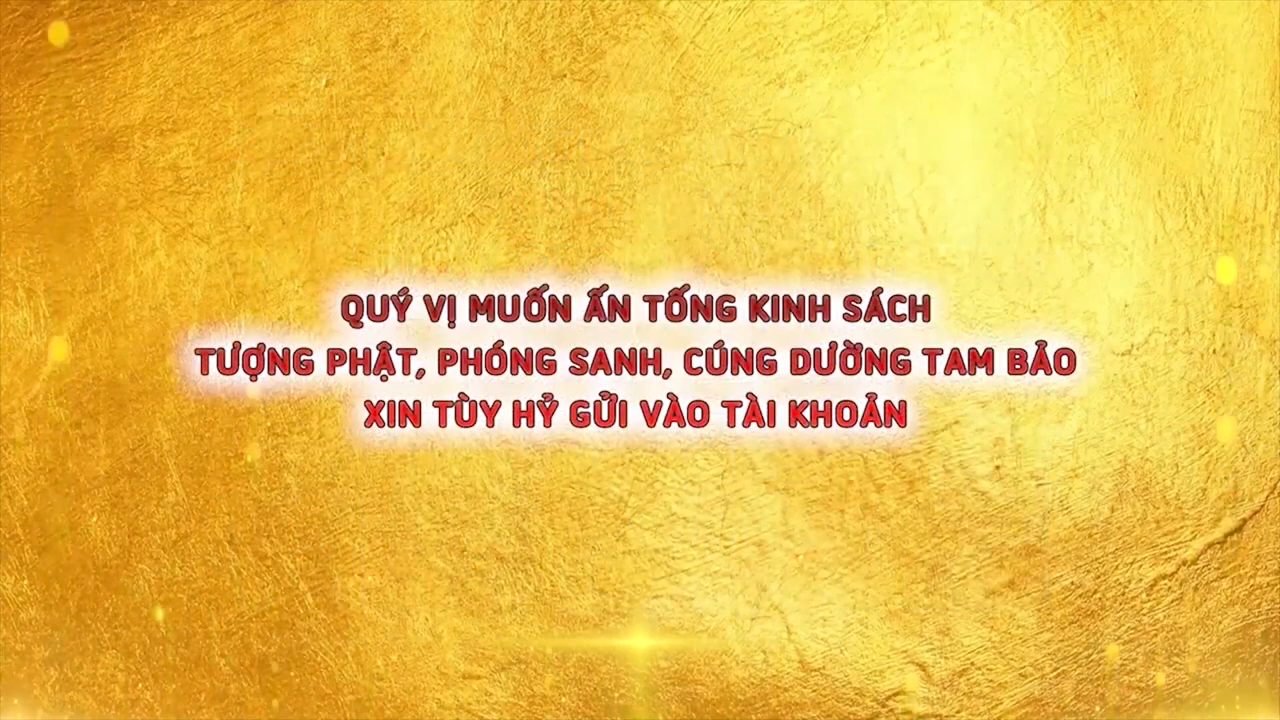 QUÝ VỊ MUỐN ẤN TỐNG KINH SÁCH
TƯỢNG PHẬT, PHÓNG SANH, CÚNG DƯỜNG TAM BẢO
XIN TÙY HỶ GỬI VÀO TÀI KHOẢN